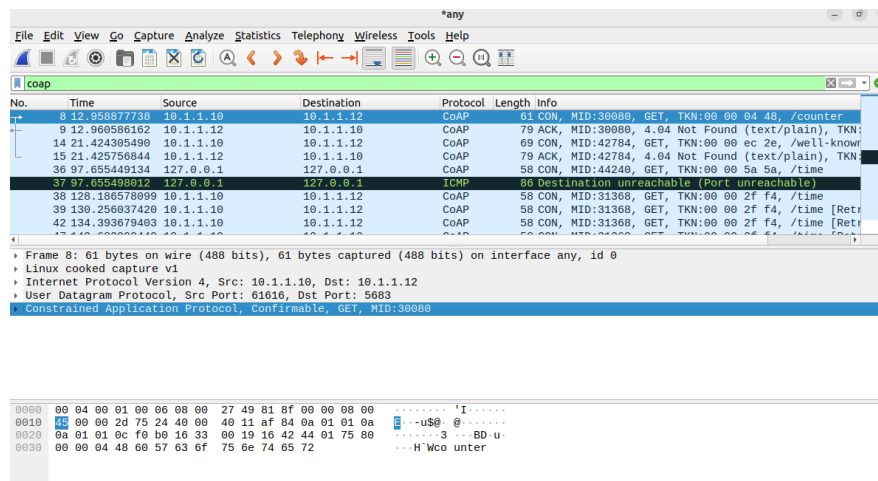 *any
File Edit View Go Capture Analyze Statistics Telephony Wireless Tools Help
coap
No. Time Source Destination Protocol Length Info
8 12.958877738 10.1.1.10 10.1.1.12 CoAP 61 CON, MID:30080, GET, TKN:00 00 04 48, /counter
9 12.960586162 10.1.1.12 10.1.1.10 CoAP 79 ACK, MID:30080, 4.04 Not Found (text/plain), TKN:
14 21.424305490 10.1.1.10 10.1.1.12 CoAP 69 CON, MID:42784, GET, TKN:00 00 ec 2e, /well-known
15 21.425756844 10.1.1.12 10.1.1.10 CoAP 79 ACK, MID:42784, 4.04 Not Found (text/plain), TKN:
36 97.655449134 127.0.0.1 127.0.0.1 CoAP 58 CON, MID:44240, GET, TKN:00 00 5a 5a, /time
37 97.655498012 127.0.0.1 127.0.0.1 ICMP 86 Destination unreachable (Port unreachable)
38 128.186578099 10.1.1.10 10.1.1.12 CoAP 58 CON, MID:31368, GET, TKN:00 00 2f f4, /time
39 130.256037420 10.1.1.10 10.1.1.12 CoAP 58 CON, MID:31368, GET, TKN:00 00 2f f4, /time [Retr
42 134.393679403 10.1.1.10 10.1.1.12 CoAP 58 CON, MID:31368, GET, TKN:00 00 2f f4, /time [Retr
Frame 8: 61 bytes on wire (488 bits), 61 bytes captured (488 bits) on interface any, id 0
Linux cooked capture v1
Internet Protocol Version 4, Src: 10.1.1.10, Dst: 10.1.1.12
User Datagram Protocol, Src Port: 61616, Dst Port: 5683
Constrained Application Protocol, Confirmable, GET, MID:30080
0000 00 04 00 01 00 06 08 00 27 49 81 8f 00 00 08 00 ········ 'I······
0010 45 00 00 2d 75 24 40 00 40 11 af 84 0a 01 01 0a E··-u$@· @·······
0020 0a 01 01 0c f0 b0 16 33 00 19 16 42 44 01 75 80 ·······3 ···BD·u·
0030 00 00 04 48 60 57 63 6f 75 6e 74 65 72 ···H`Wco unter